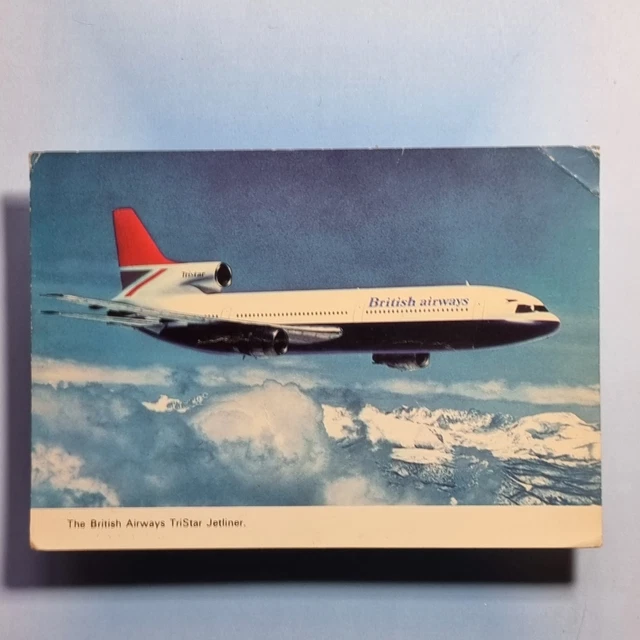 TriStar
British airways
The British Airways TriStar Jetliner.